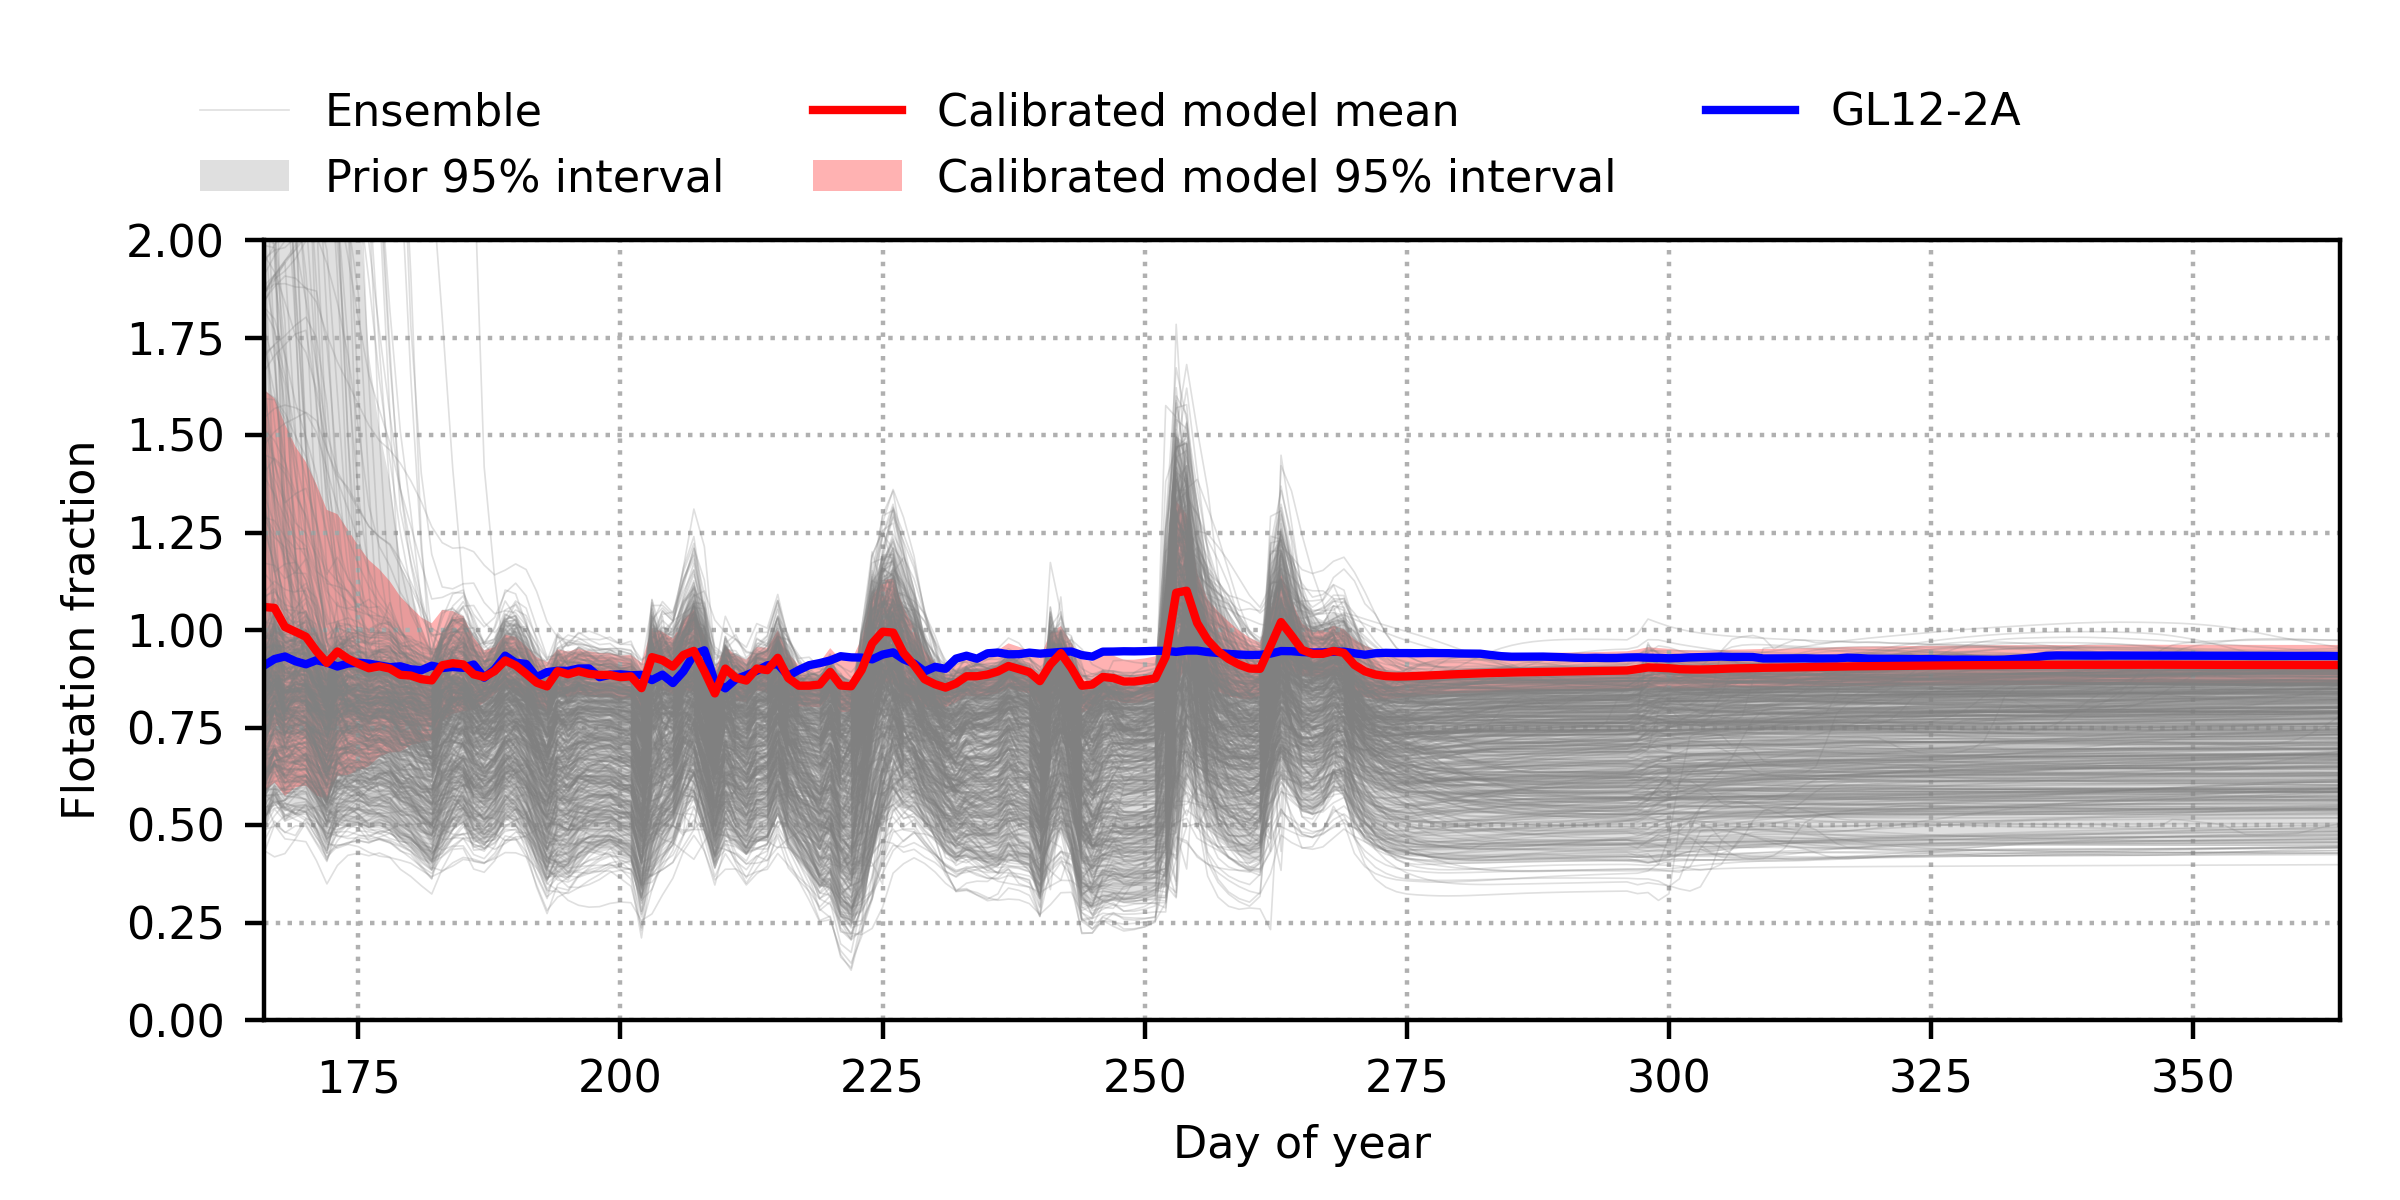 Ensemble
Calibrated model mean
GL12-2A
Prior 95% interval
Calibrated model 95% interval
2.00
1.75
1.50
1.25
1.00
0.75
0.50
0.25
0.00
Flotation fraction
175 200 225 250 275 300 325 350
Day of year